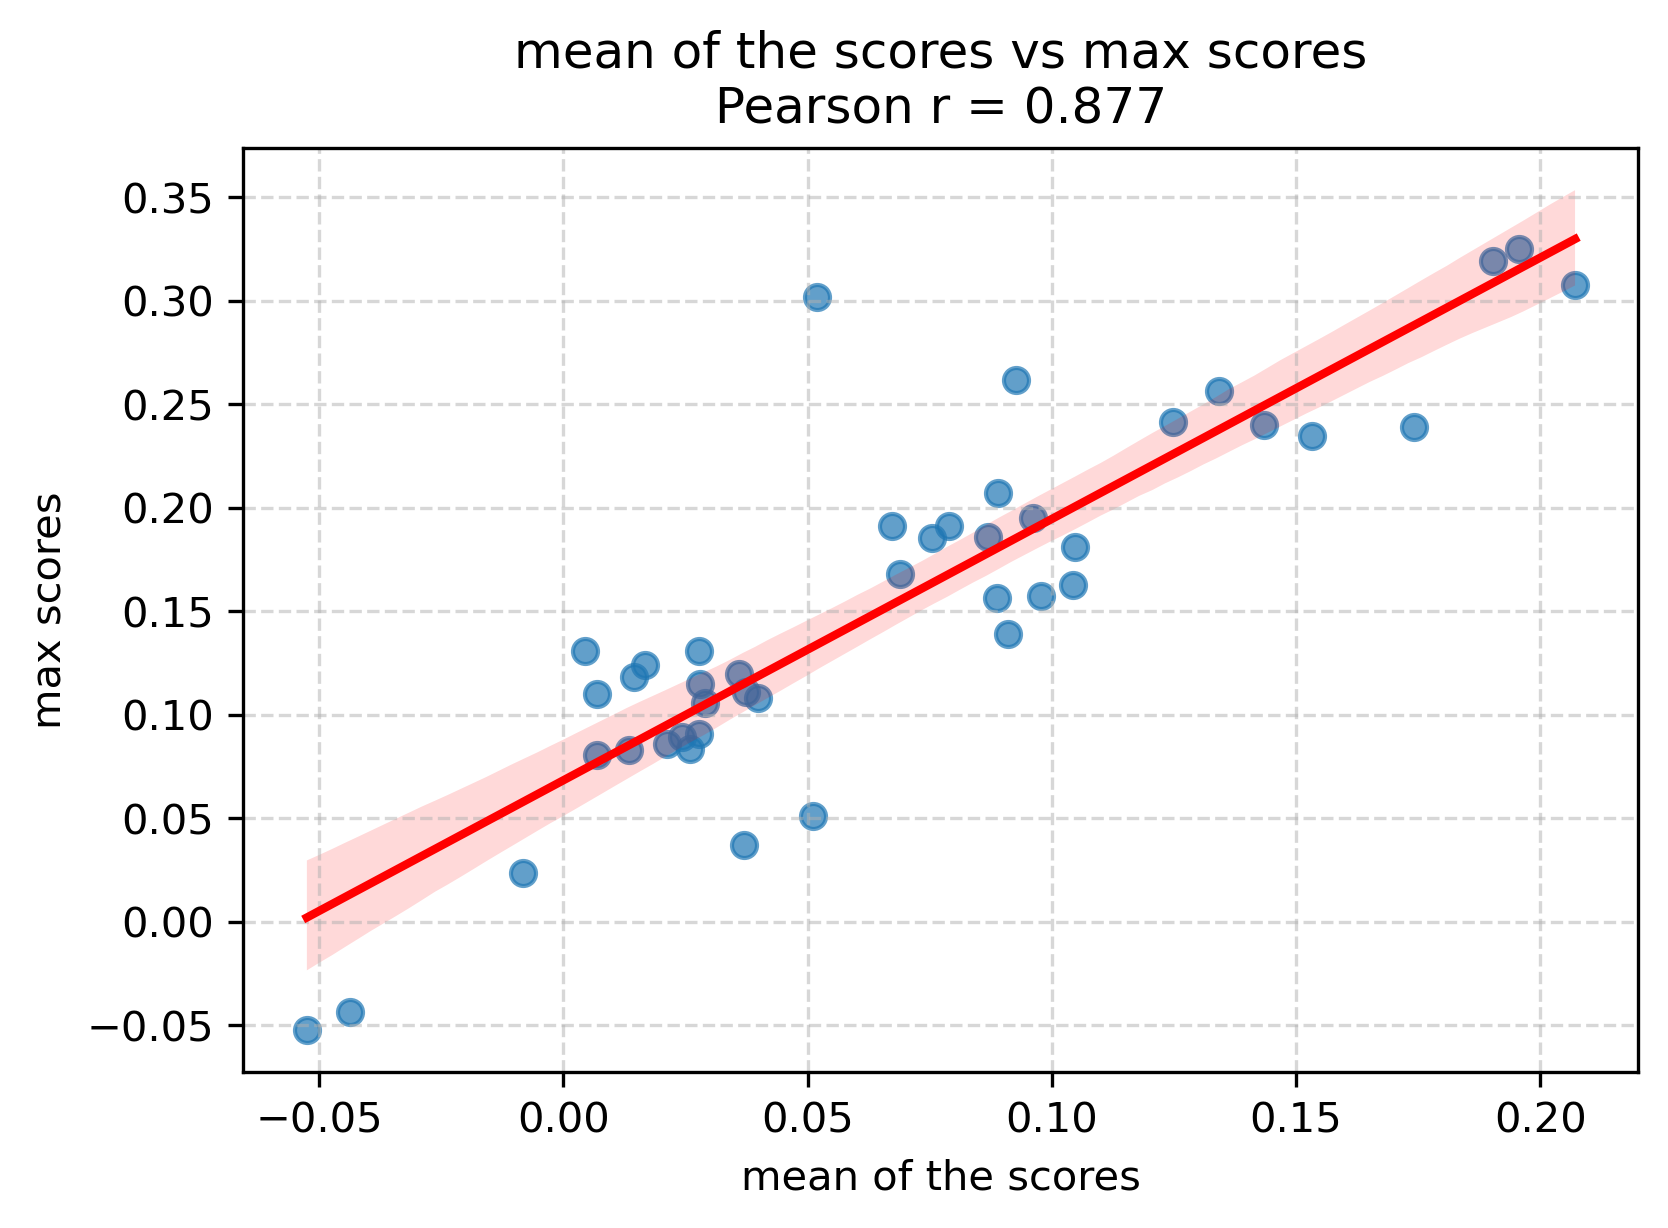 mean of the scores vs max scores
Pearson r = 0.877
0.35
0.30
0.25
0.20
0.15
0.10
0.05
0.00
−0.05
max scores
−0.05 0.00 0.05 0.10 0.15 0.20
mean of the scores